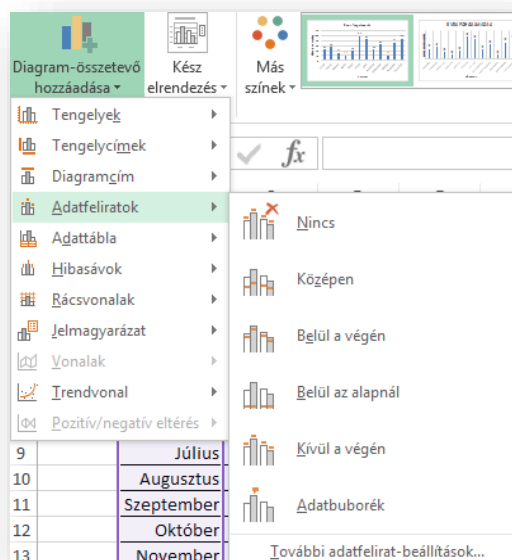 Diagram-összetevő
hozzáadása
Kész
elrendezés
Más
színek
Tengelyek
Tengelycímek
Diagramcím
Adatfeliratok
Adattábla
Hibasávok
Rácsvonalak
Jelmagyarázat
Vonalak
Trendvonal
Pozitív/negatív eltérés
fx
Nincs
Középen
Belül a végén
Belül az alapnál
Kívül a végén
Adatbuborék
További adatfelirat-beállítások...
9 Július
10 Augusztus
11 Szeptember
12 Október
13 November